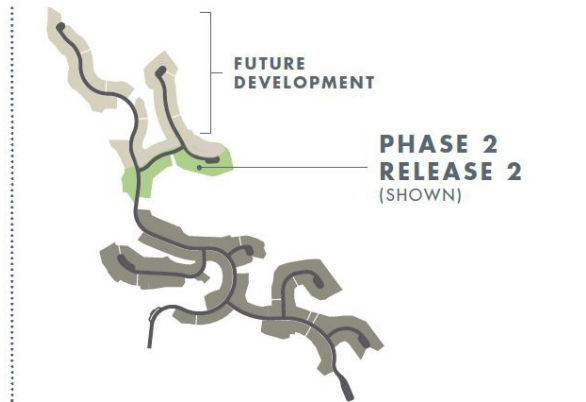 FUTURE
DEVELOPMENT
PHASE 2
RELEASE 2
(SHOWN)